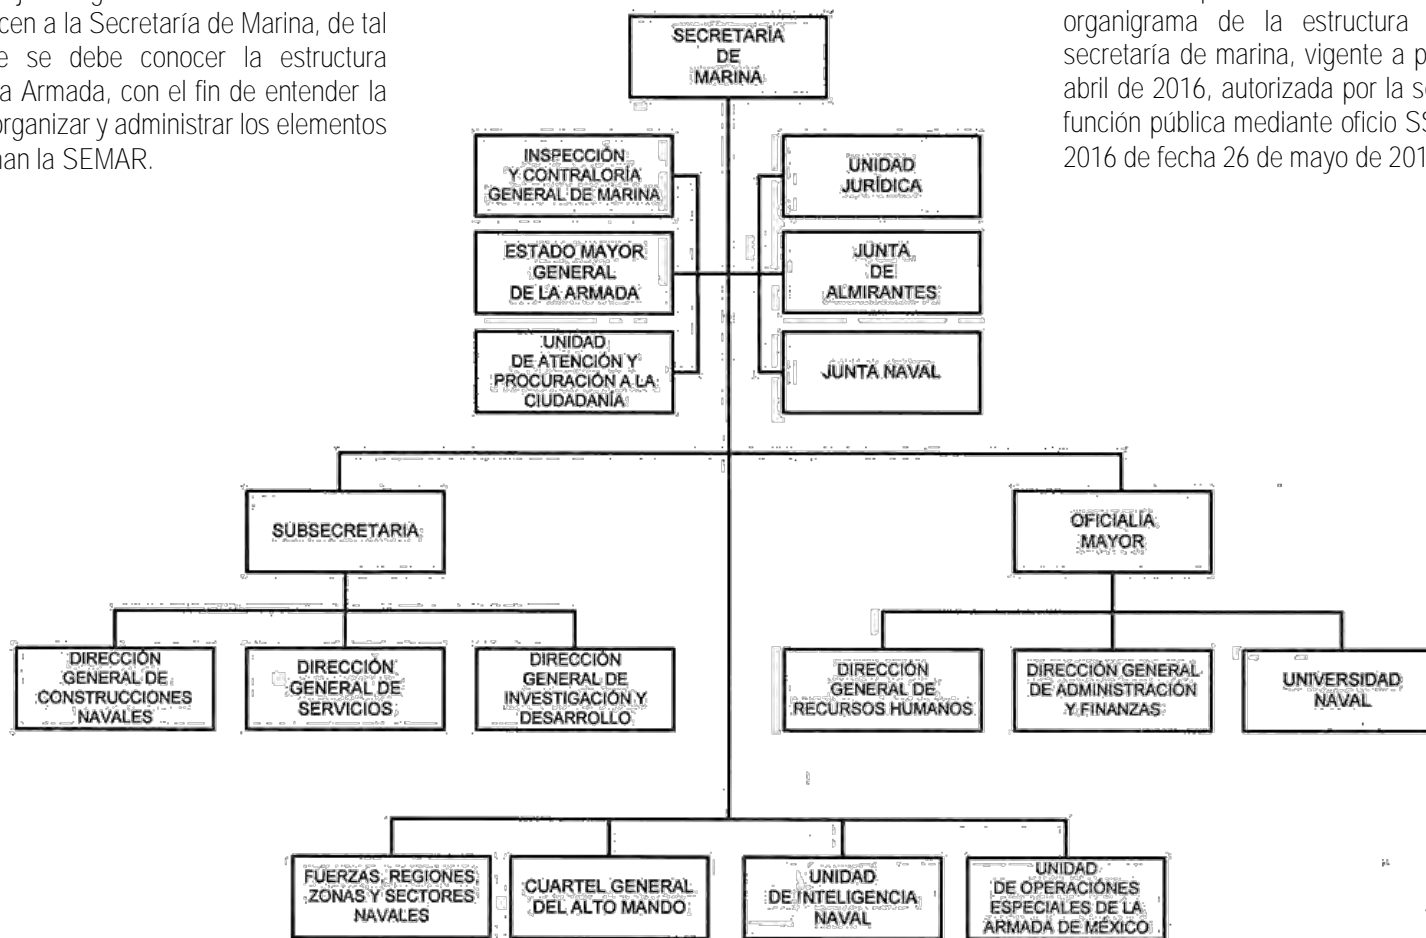 cen a la Secretaría de Marina, de tal
se debe conocer la estructura
a Armada, con el fin de entender la
organizar y administrar los elementos
la SEMAR.
organigrama de la estructura
secretaría de marina, vigente a
abril de 2016, autorizada por la
función pública mediante oficio
2016 de fecha 26 de mayo de
SECRETARÍA
DE
MARINA
INSPECCIÓN
Y CONTRALORÍA
GENERAL DE MARINA
UNIDAD
JURÍDICA
ESTADO MAYOR
GENERAL
DE LA ARMADA
JUNTA
DE
ALMIRANTES
UNIDAD
DE ATENCIÓN Y
PROCURACIÓN A LA
CIUDADANÍA
JUNTA NAVAL
SUBSECRETARIA
OFICIALÍA
MAYOR
DIRECCIÓN
GENERAL DE
CONSTRUCCIONES
NAVALES
DIRECCIÓN
GENERAL DE
SERVICIOS
DIRECCIÓN
GENERAL DE
INVESTIGACIÓN Y
DESARROLLO
DIRECCIÓN
GENERAL DE
RECURSOS HUMANOS
DIRECCIÓN GENERAL
DE ADMINISTRACIÓN
Y FINANZAS
UNIVERSIDAD
NAVAL
FUERZAS, REGIONES
ZONAS Y SECTORES
NAVALES
CUARTEL GENERAL
DEL ALTO MANDO
UNIDAD
DE INTELIGENCIA
NAVAL
UNIDAD
DE OPERACIONES
ESPECIALES DE LA
ARMADA DE MÉXICO